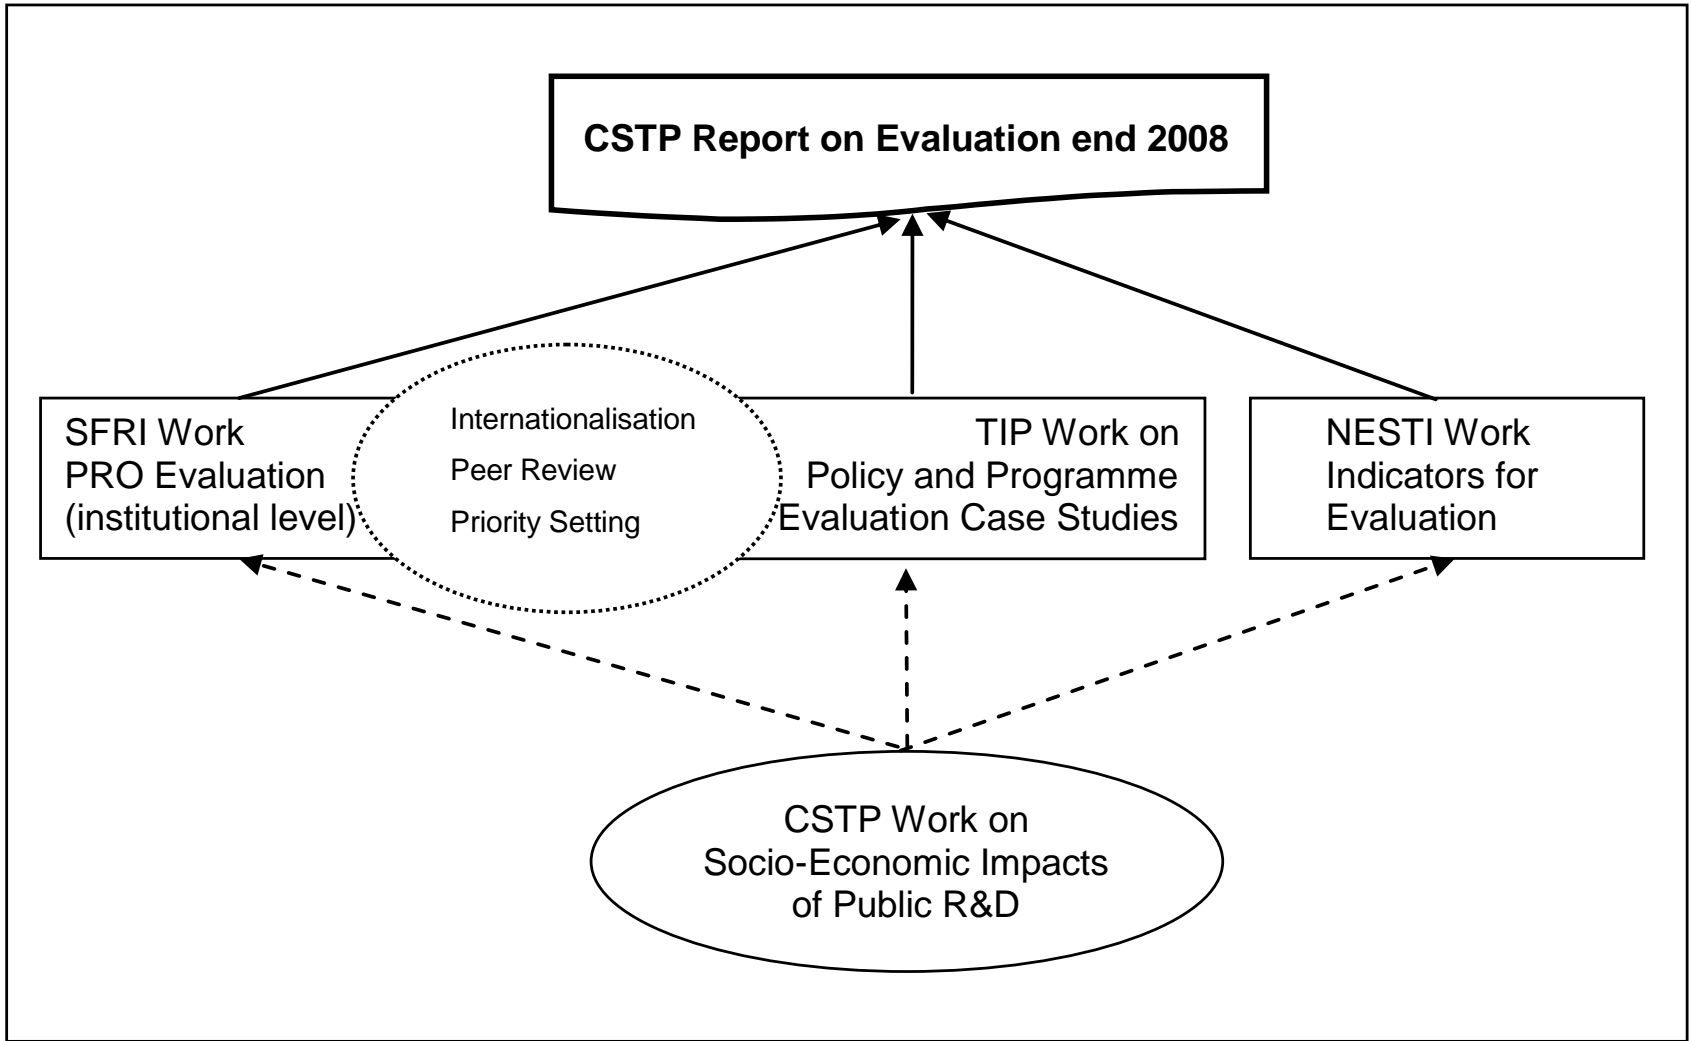 CSTP Report on Evaluation end 2008
SFRI Work
PRO Evaluation
(institutional level)
Internationalisation
Peer Review
Priority Setting
TIP Work on
Policy and Programme
Evaluation Case Studies
NESTI Work
Indicators for
Evaluation
CSTP Work on
Socio-Economic Impacts
of Public R&D